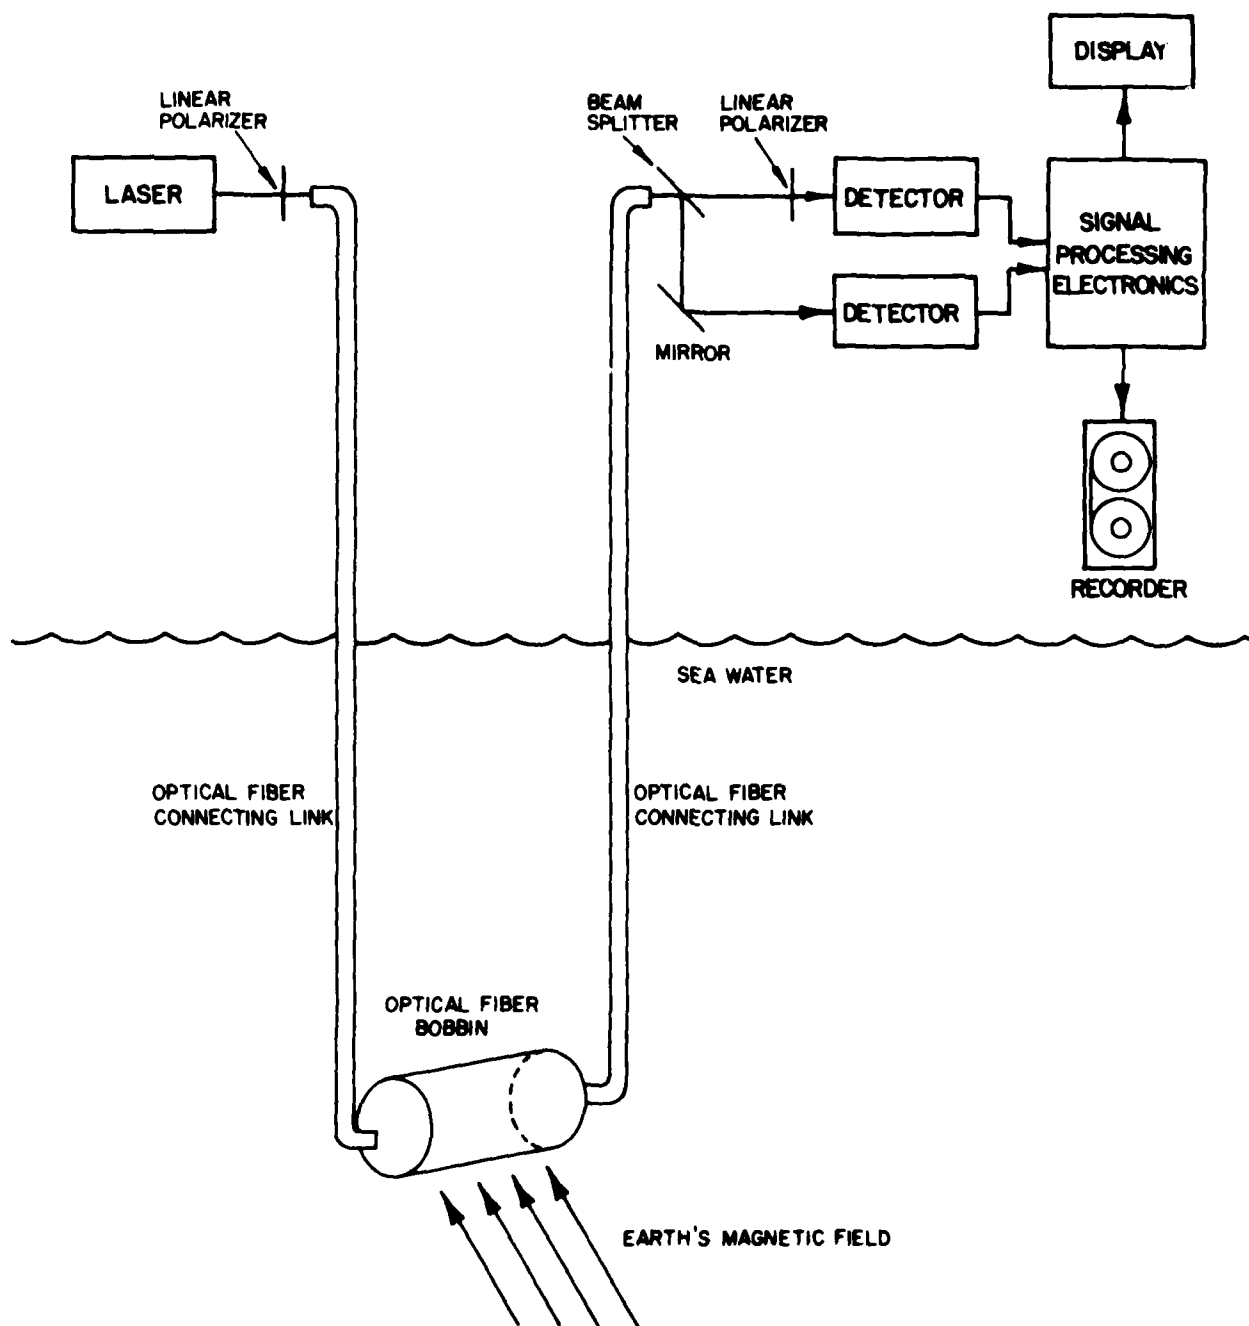 DISPLAY
LINEAR
POLARIZER
BEAM
SPLITTER
LINEAR
POLARIZER
LASER
DETECTOR
SIGNAL
PROCESSING
ELECTRONICS
DETECTOR
MIRROR
RECORDER
SEA WATER
OPTICAL FIBER
CONNECTING LINK
OPTICAL FIBER
CONNECTING LINK
OPTICAL FIBER
BOBBIN
EARTH'S MAGNETIC FIELD